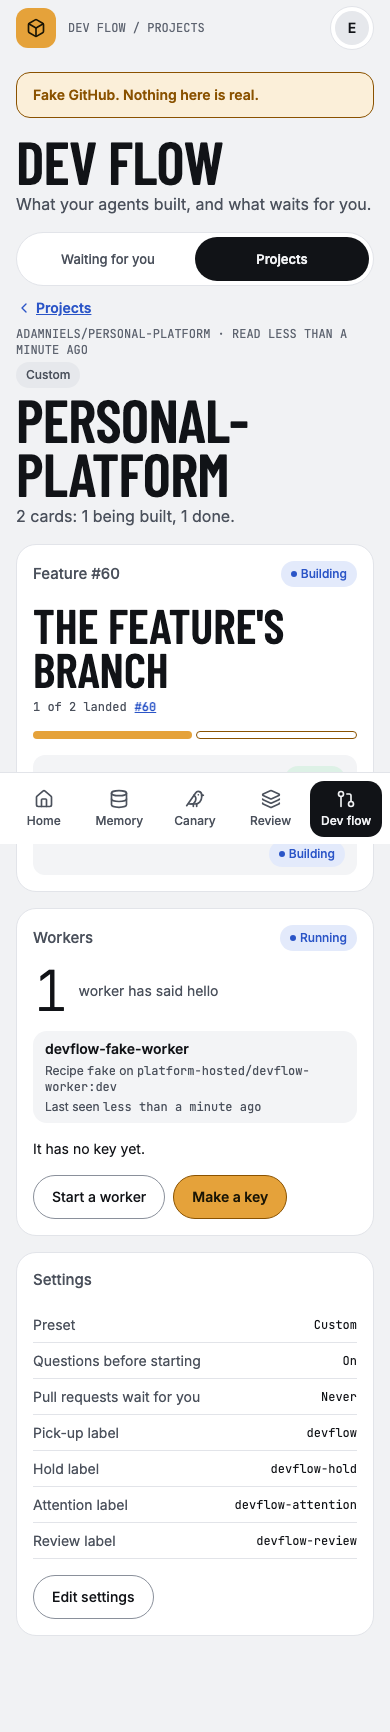 DEV FLOW / PROJECTS
E
Fake GitHub. Nothing here is real.
DEV FLOW
What your agents built, and what waits for you.
Waiting for you
Projects
Projects
ADAMNIELS/PERSONAL-PLATFORM · READ LESS THAN A
MINUTE AGO
Custom
PERSONAL-
PLATFORM
2 cards: 1 being built, 1 done.
Feature #60
Building
THE FEATURE'S
BRANCH
1 of 2 landed #60
Home
Memory
Canary
Review
Dev flow
Building
Workers
Running
1 worker has said hello
devflow-fake-worker
Recipe fake on platform-hosted/devflow-
worker:dev
Last seen less than a minute ago
It has no key yet.
Start a worker
Make a key
Settings
Preset Custom
Questions before starting On
Pull requests wait for you Never
Pick-up label devflow
Hold label devflow-hold
Attention label devflow-attention
Review label devflow-review
Edit settings